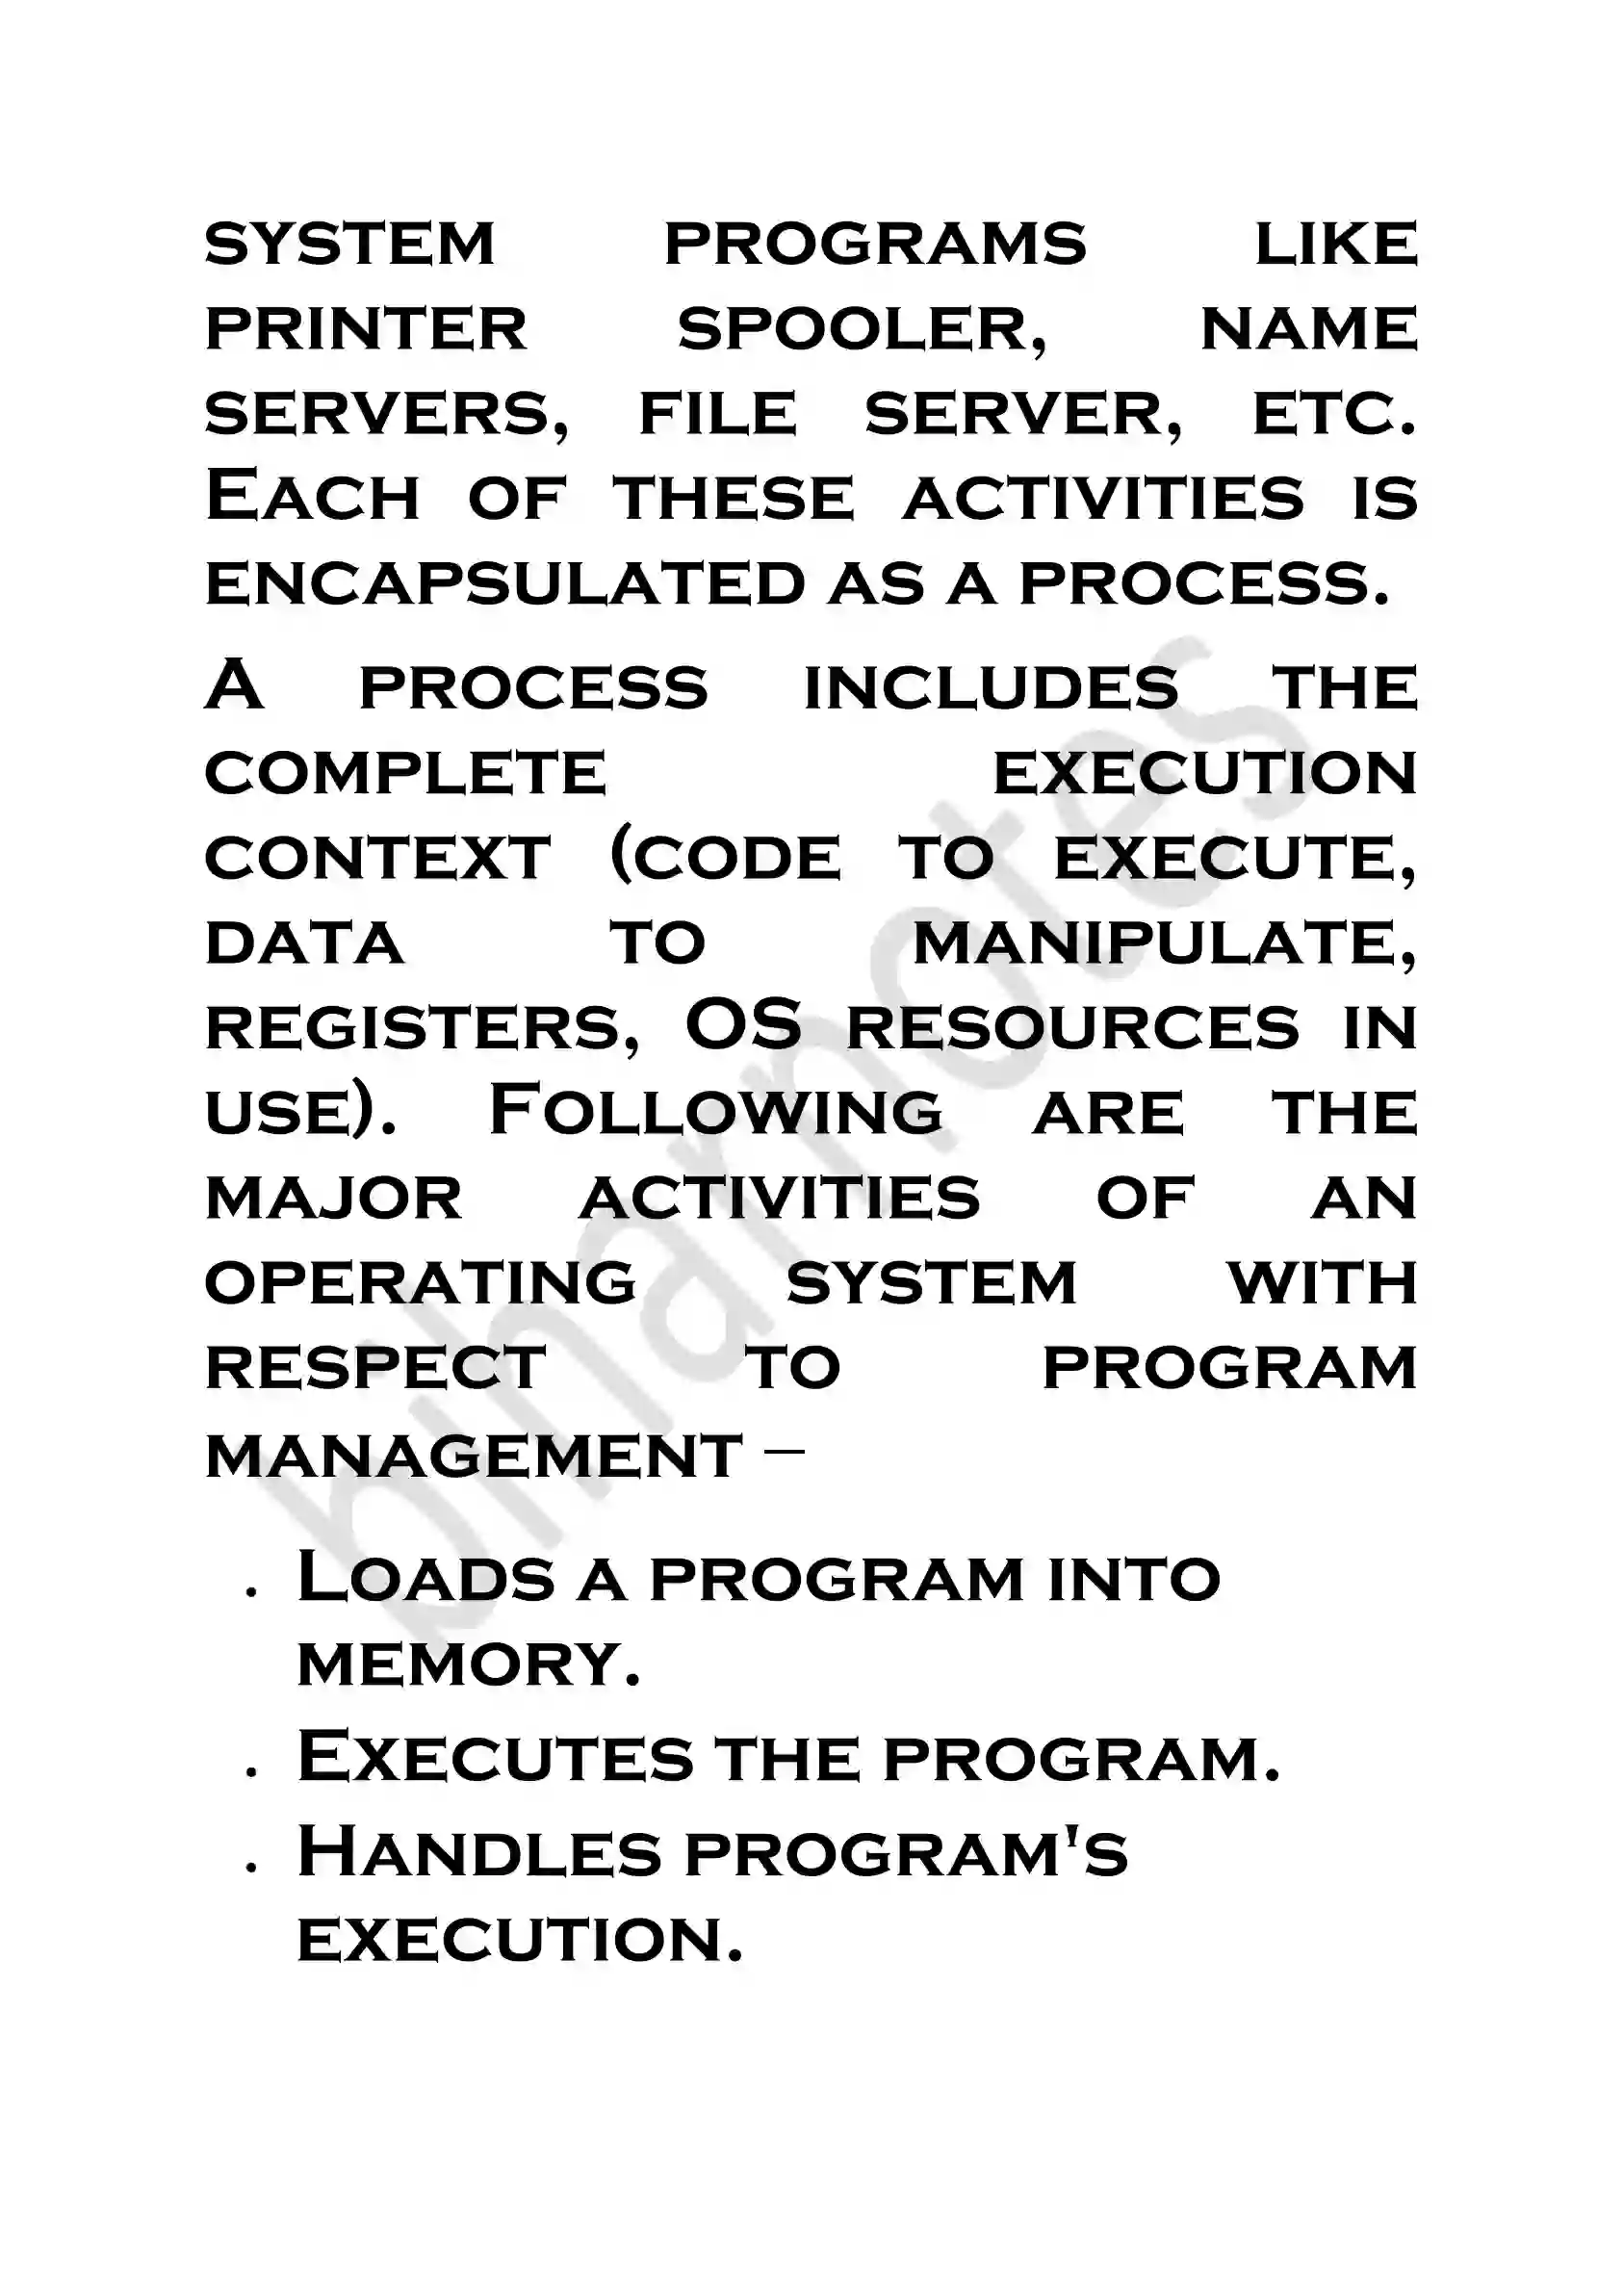 system programs like
printer spooler, name
servers, file server, etc.
Each of these activities is
encapsulated as a process.
A process includes the
complete execution
context (code to execute,
data to manipulate,
registers, OS resources in
use). Following are the
major activities of an
operating system with
respect to program
management –
. Loads a program into
memory.
. Executes the program.
. Handles program's
execution.
biharnotes